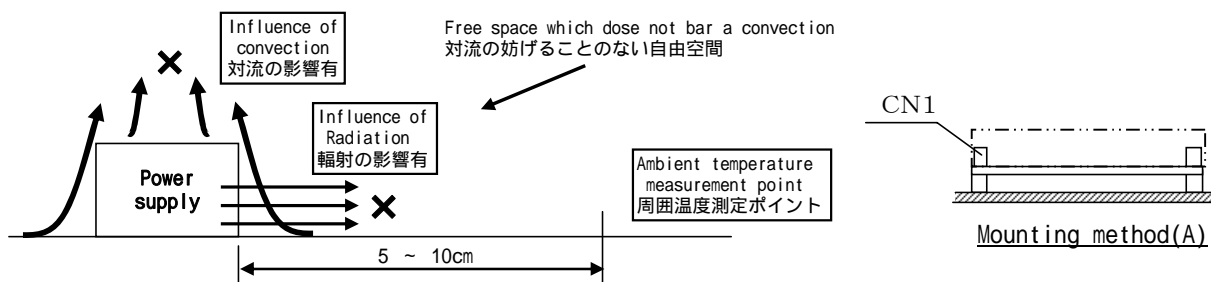 Influence of
convection
対流の影響有
Free space which dose not bar a convection
対流の妨げることのない自由空間
CN1
Influence of
Radiation
輻射の影響有
Power
supply
Ambient temperature
measurement point
周囲温度測定ポイント
5 ~ 10cm
Mounting method(A)